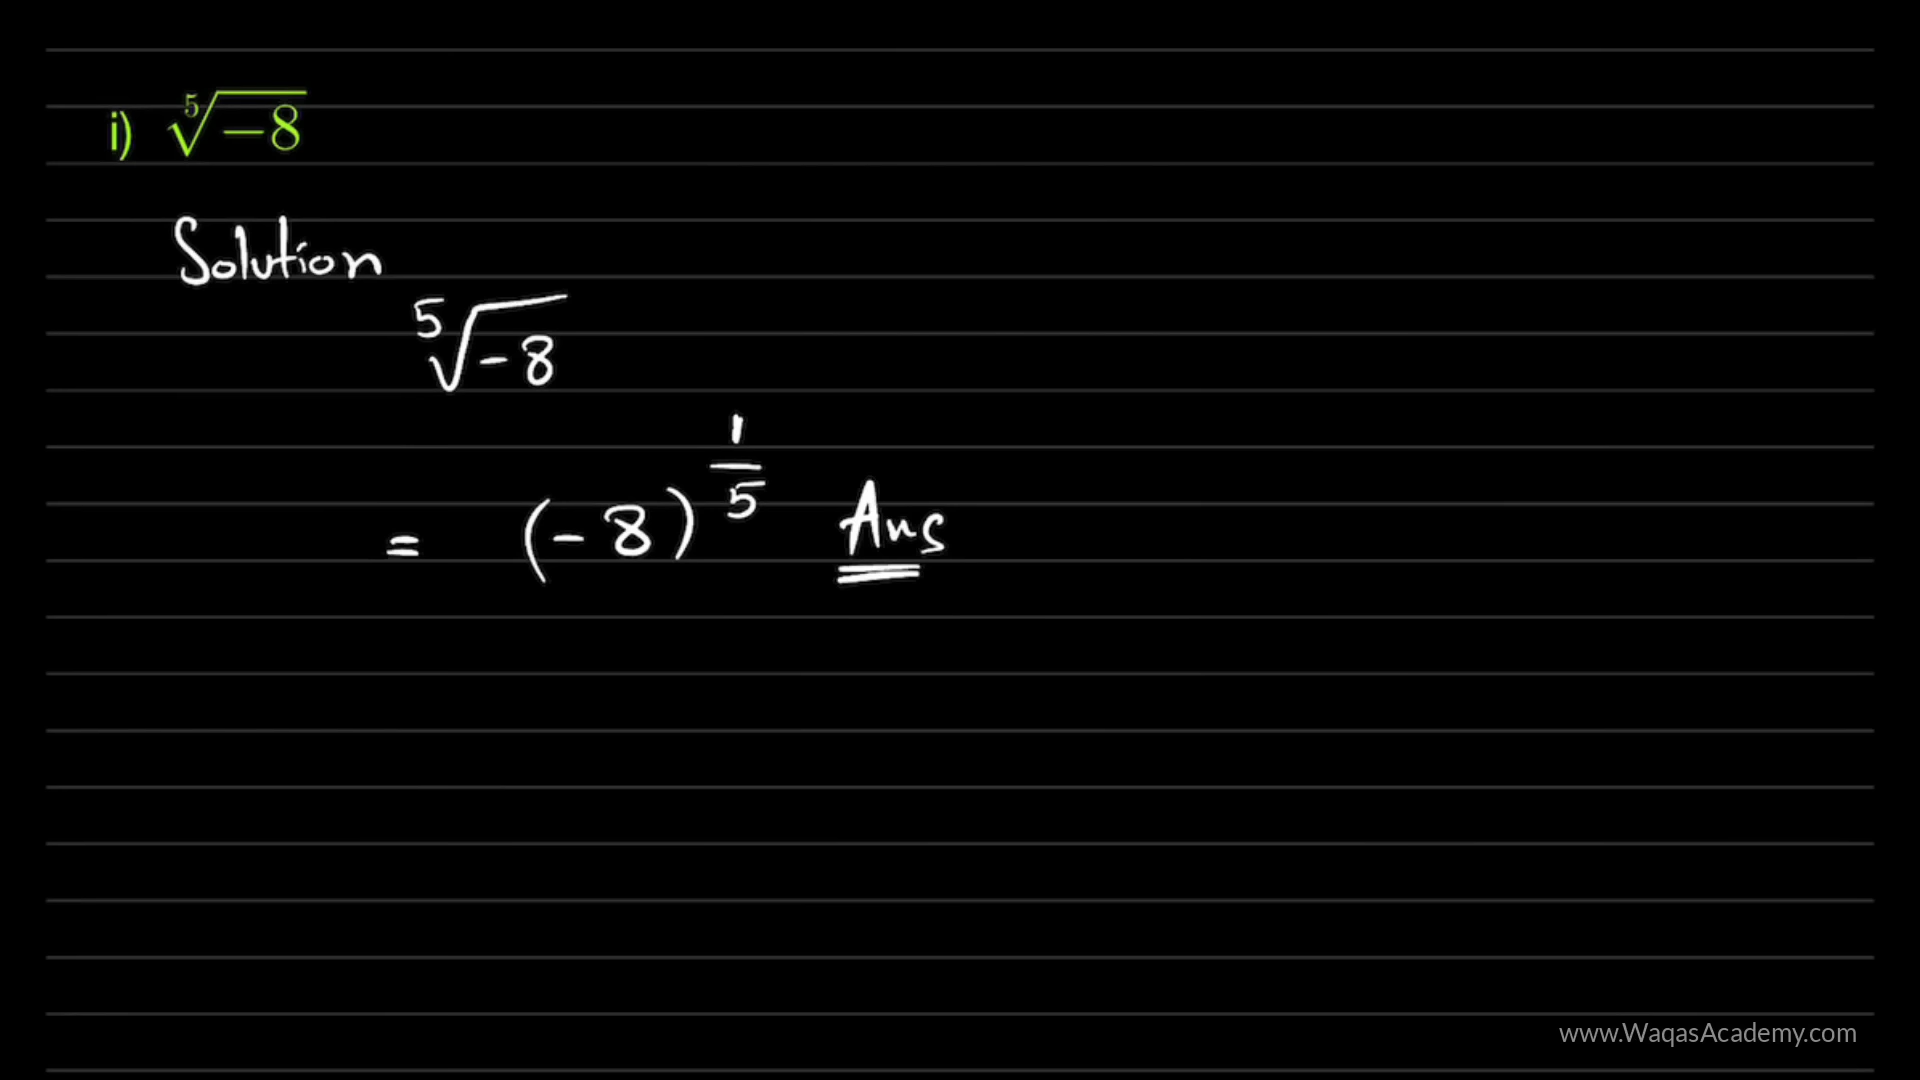 i) ⁵√−8
Solution
⁵√-8
= (-8)^(1/5) Ans
www.WaqasAcademy.com